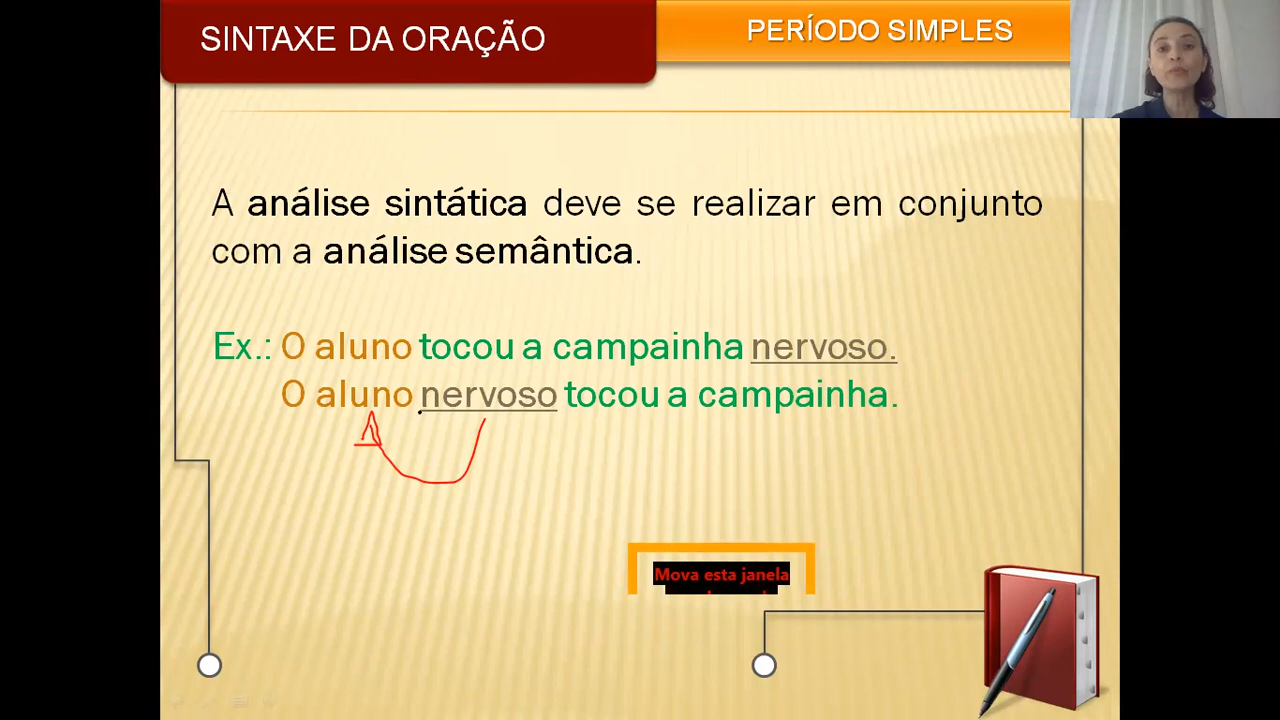 SINTAXE DA ORAÇÃO
PERÍODO SIMPLES
A análise sintática deve se realizar em conjunto
com a análise semântica.
Ex.: O aluno tocou a campainha nervoso.
O aluno nervoso tocou a campainha.
Mova esta janela